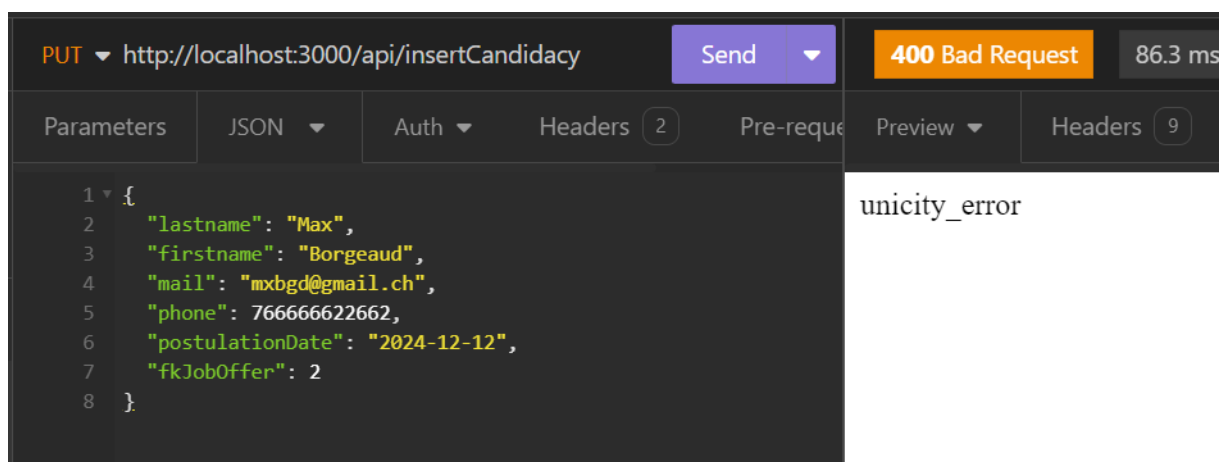 PUT http://localhost:3000/api/insertCandidacy Send 400 Bad Request 86.3 ms
Parameters JSON Auth Headers 2 Pre-reque Preview Headers 9
1 {
2 "lastname": "Max",
3 "firstname": "Borgeaud",
4 "mail": "mxbgd@gmail.ch",
5 "phone": 766666622662,
6 "postulationDate": "2024-12-12",
7 "fkJobOffer": 2
8 }
unicity_error